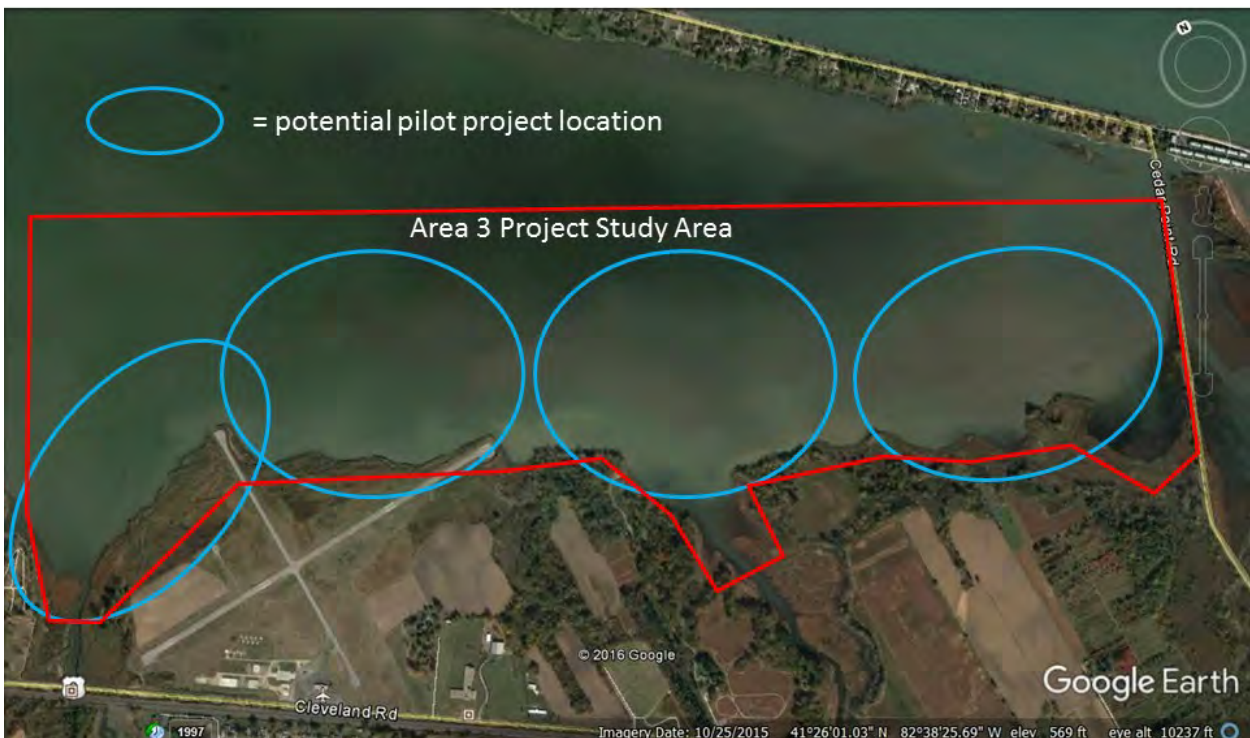 N
= potential pilot project location
Cedar Point Rd
Area 3 Project Study Area
© 2016 Google
Google Earth
Cleveland Rd
1997
Imagery Date: 10/25/2015 41°26'01.03" N 82°38'25.69" W elev 569 ft eye alt 10237 ft